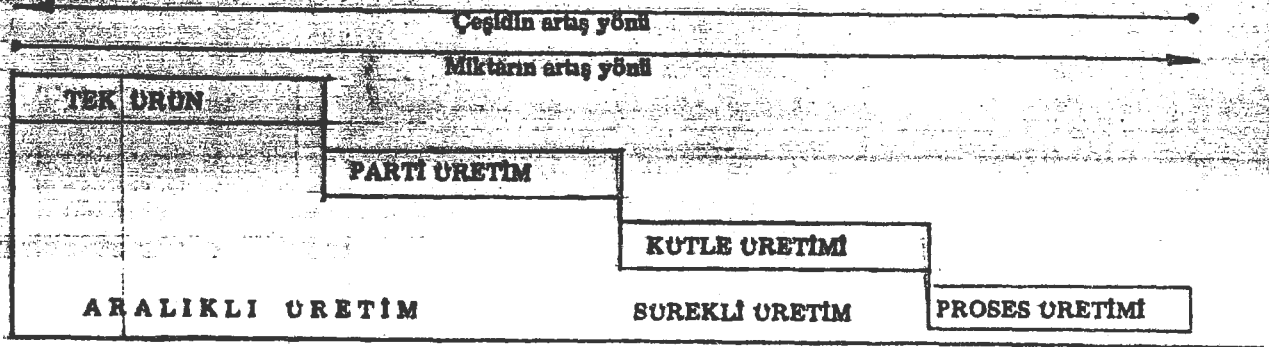 Çeşidin artış yönü
Miktarın artış yönü
TEK ÜRÜN
PARTİ ÜRETİM
KÜTLE ÜRETİMİ
ARALIKLI ÜRETİM
SÜREKLİ ÜRETİM
PROSES ÜRETİMİ